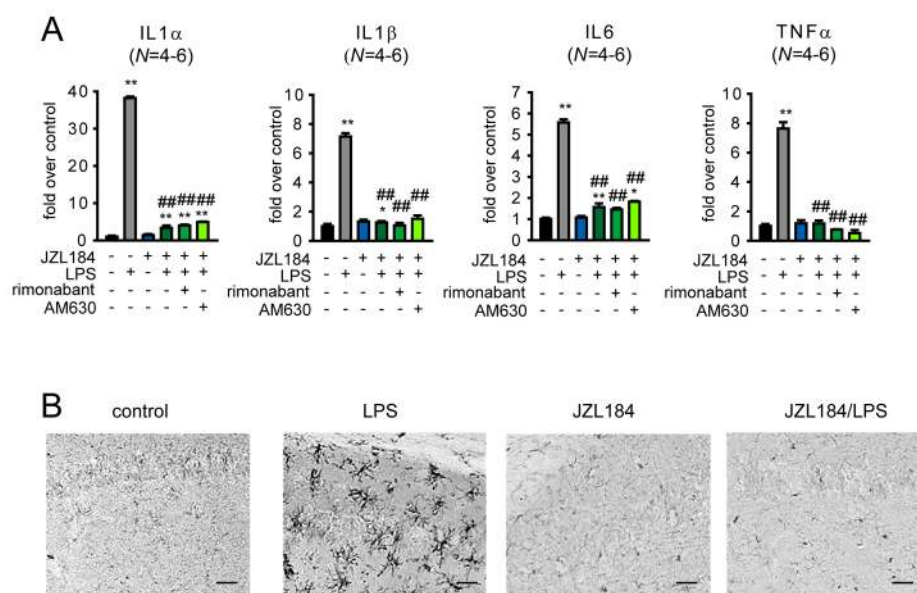 A
IL1α IL1β IL6 TNFα
(N=4-6) (N=4-6) (N=4-6) (N=4-6)
fold over control
40
30
20
10
0
**
## ## ##
** ** **
fold over control
10
8
6
4
2
0
**
## ## ##
*
fold over control
7
6
5
4
3
2
1
0
**
## ## ##
** *
fold over control
10
8
6
4
2
0
**
## ## ##
JZL184 - - + + + + JZL184 - - + + + + JZL184 - - + + + + JZL184 - - + + + +
LPS - + - + + + LPS - + - + + + LPS - + - + + + LPS - + - + + +
rimonabant - - - - + - rimonabant - - - - + - rimonabant - - - - + - rimonabant - - - - + -
AM630 - - - - - + AM630 - - - - - + AM630 - - - - - + AM630 - - - - - +
B
control LPS JZL184 JZL184/LPS